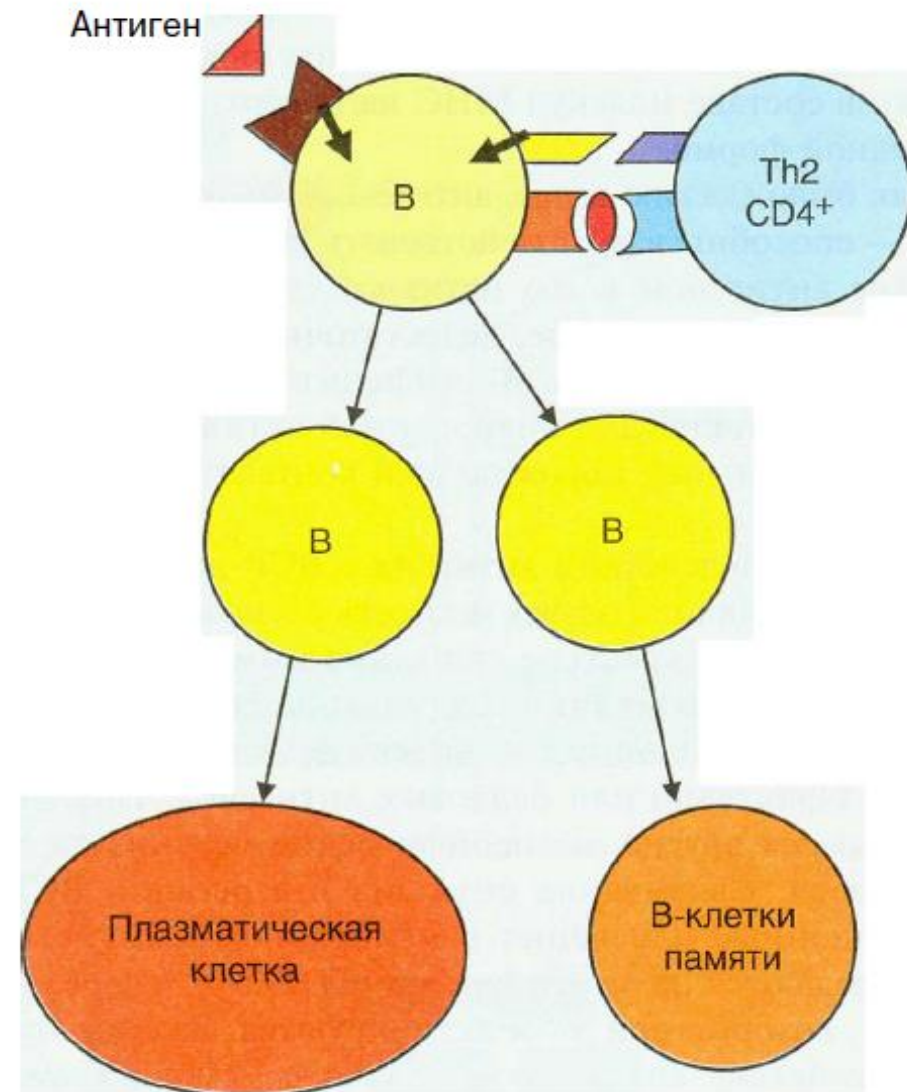 Антиген
В
Th2
CD4⁺
В
В
Плазматическая
клетка
В-клетки
памяти